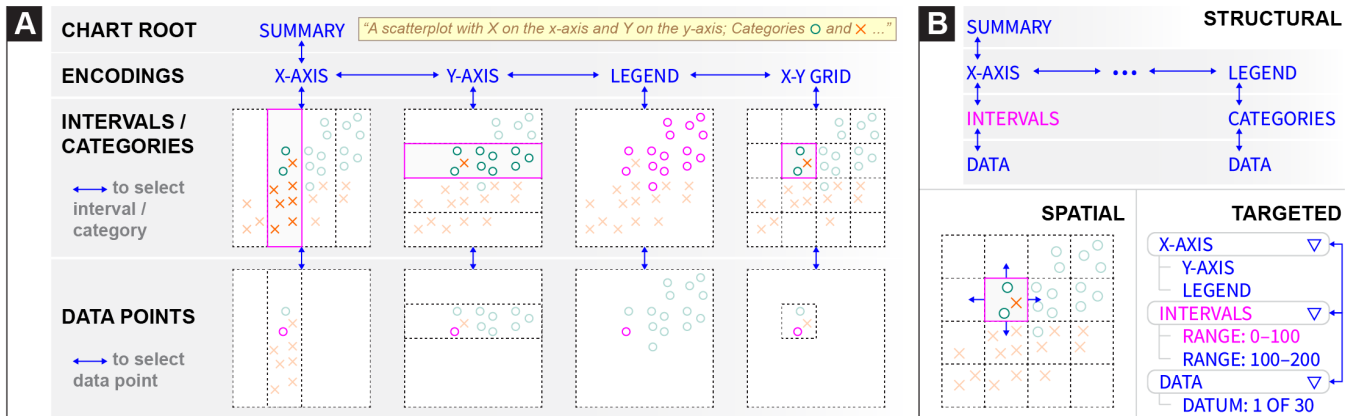 A
CHART ROOT
SUMMARY
“A scatterplot with X on the x-axis and Y on the y-axis; Categories and ...”
ENCODINGS
X-AXIS
Y-AXIS
LEGEND
X-Y GRID
INTERVALS /
CATEGORIES
to select
interval /
category
DATA POINTS
to select
data point
B
STRUCTURAL
SUMMARY
X-AXIS
•••
LEGEND
INTERVALS
CATEGORIES
DATA
DATA
SPATIAL
TARGETED
X-AXIS
Y-AXIS
LEGEND
INTERVALS
RANGE: 0–100
RANGE: 100–200
DATA
DATUM: 1 OF 30